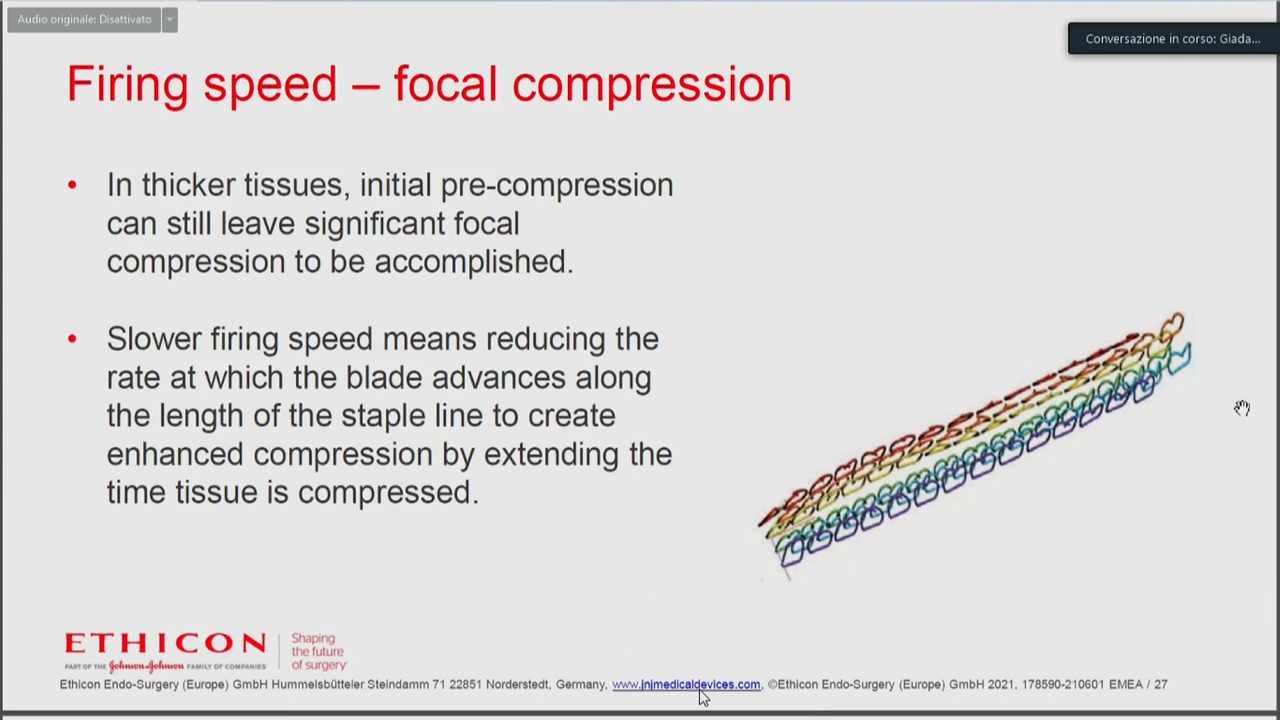 Audio originale: Disattivato
Conversazione in corso: Giada...
Firing speed – focal compression
• In thicker tissues, initial pre-compression
can still leave significant focal
compression to be accomplished.
• Slower firing speed means reducing the
rate at which the blade advances along
the length of the staple line to create
enhanced compression by extending the
time tissue is compressed.
ETHICON
PART OF THE Johnson&Johnson FAMILY OF COMPANIES
Shaping
the future
of surgery
Ethicon Endo-Surgery (Europe) GmbH Hummelsbütteler Steindamm 71 22851 Norderstedt, Germany, www.jnjmedicaldevices.com, ©Ethicon Endo-Surgery (Europe) GmbH 2021, 178590-210601 EMEA / 27